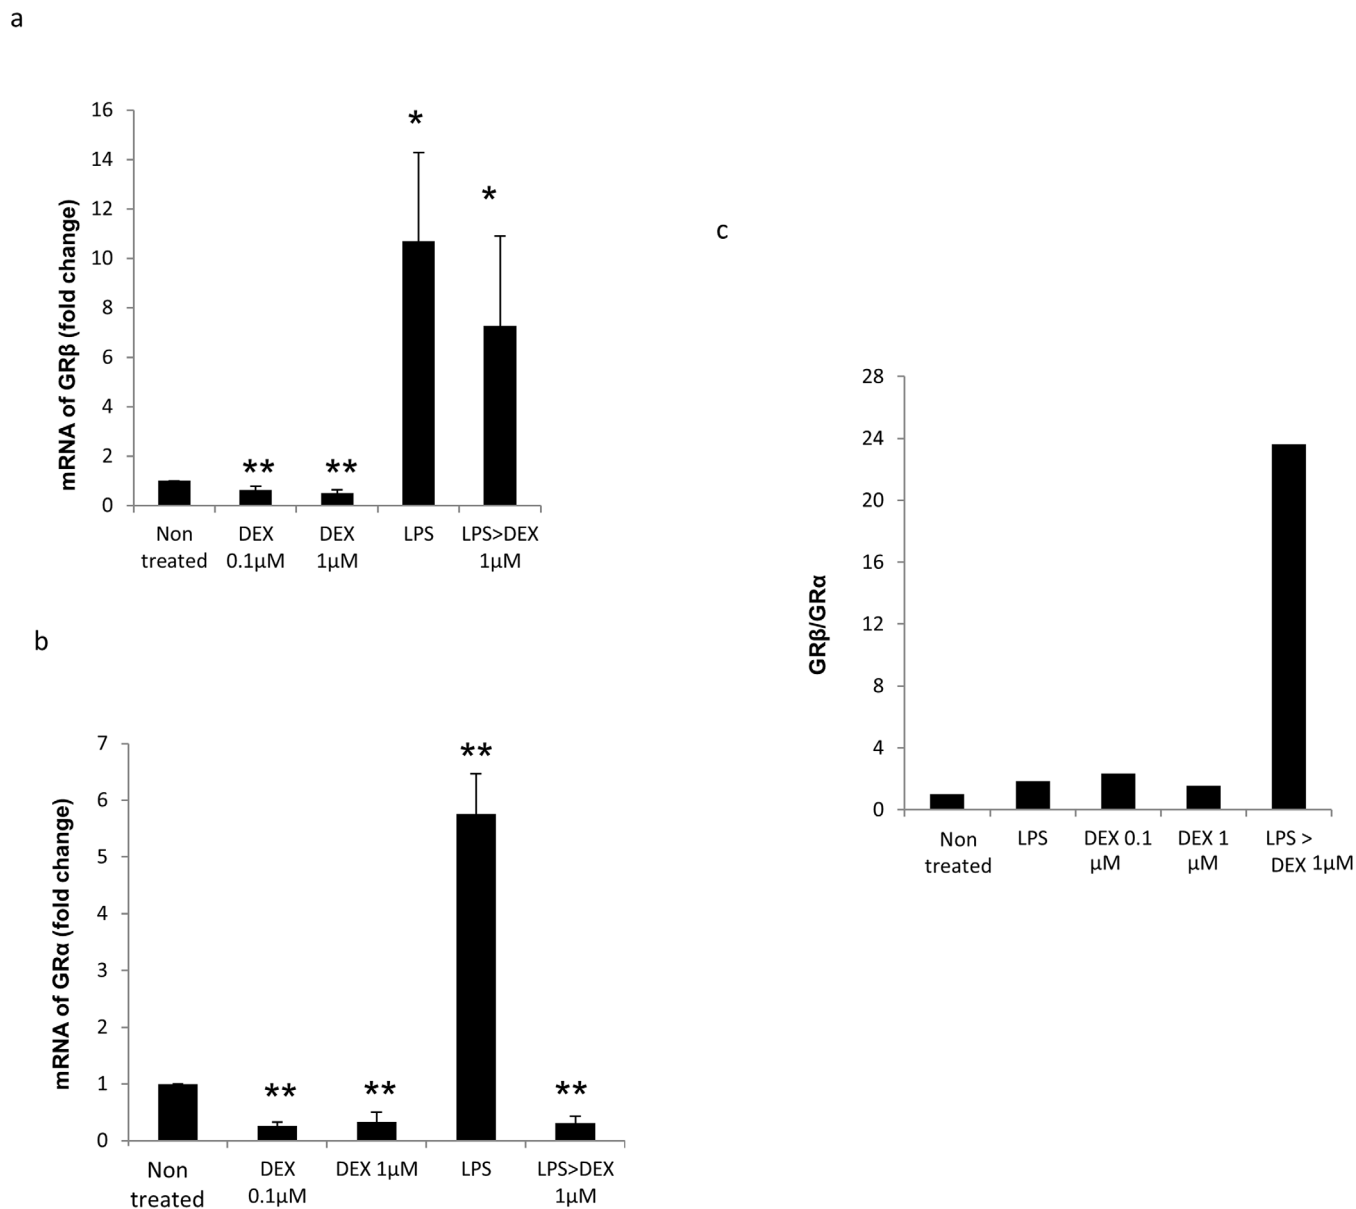 a
mRNA of GRβ (fold change)
16
14
12
10
8
6
4
2
0
*
*
** **
Non DEX DEX LPS LPS>DEX
treated 0.1µM 1µM 1µM
b
mRNA of GRα (fold change)
7
6
5
4
3
2
1
0
**
** ** **
Non DEX DEX 1µM LPS LPS>DEX
treated 0.1µM 1µM
c
GRβ/GRα
28
24
20
16
12
8
4
0
Non LPS DEX 0.1 DEX 1 LPS >
treated µM µM DEX 1µM